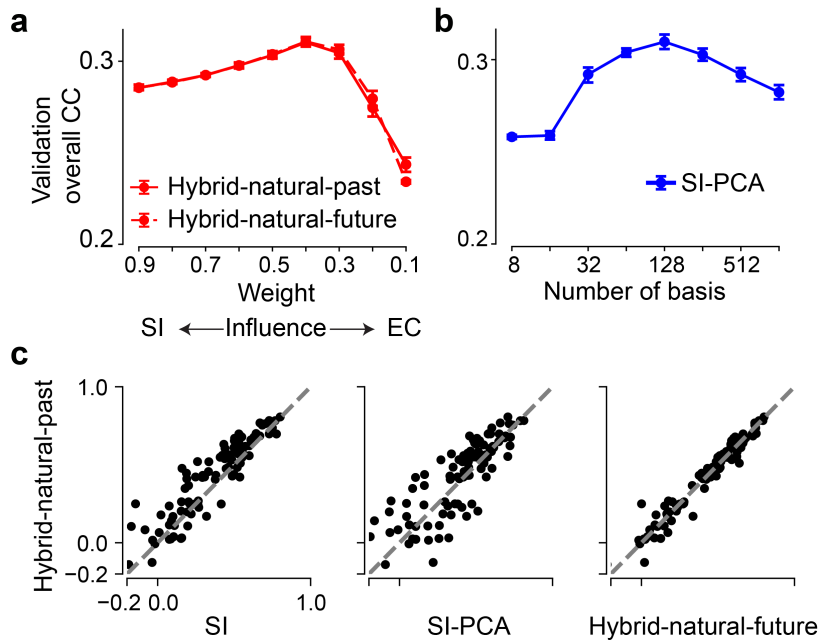 a
Validation
overall CC
0.3
0.2
Hybrid-natural-past
Hybrid-natural-future
0.9 0.7 0.5 0.3 0.1
Weight
SI Influence EC
b
0.3
0.2
SI-PCA
8 32 128 512
Number of basis
c
Hybrid-natural-past
1.0
0.0
−0.2
−0.2 0.0 1.0
SI
SI-PCA
Hybrid-natural-future